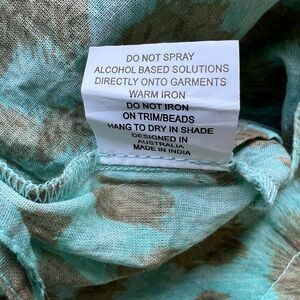 DO NOT SPRAY
ALCOHOL BASED SOLUTIONS
DIRECTLY ONTO GARMENTS
WARM IRON
DO NOT IRON
ON TRIM/BEADS
HANG TO DRY IN SHADE
DESIGNED IN
AUSTRALIA
MADE IN INDIA